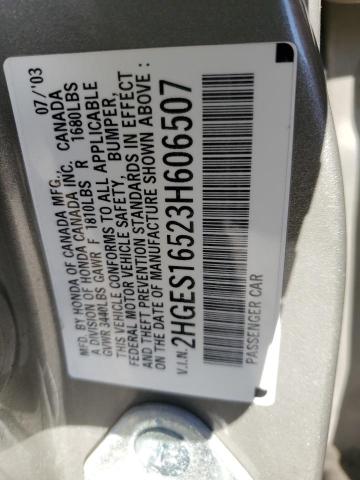 MFD. BY HONDA OF CANADA MFG., 07/'03
A DIVISION OF HONDA CANADA INC. CANADA
GVWR 3440LBS GAWR F 1810LBS R 1680LBS
THIS VEHICLE CONFORMS TO ALL APPLICABLE
FEDERAL MOTOR VEHICLE SAFETY, BUMPER,
AND THEFT PREVENTION STANDARDS IN EFFECT
ON THE DATE OF MANUFACTURE SHOWN ABOVE:
V.I.N.: 2HGES16523H606507
PASSENGER CAR